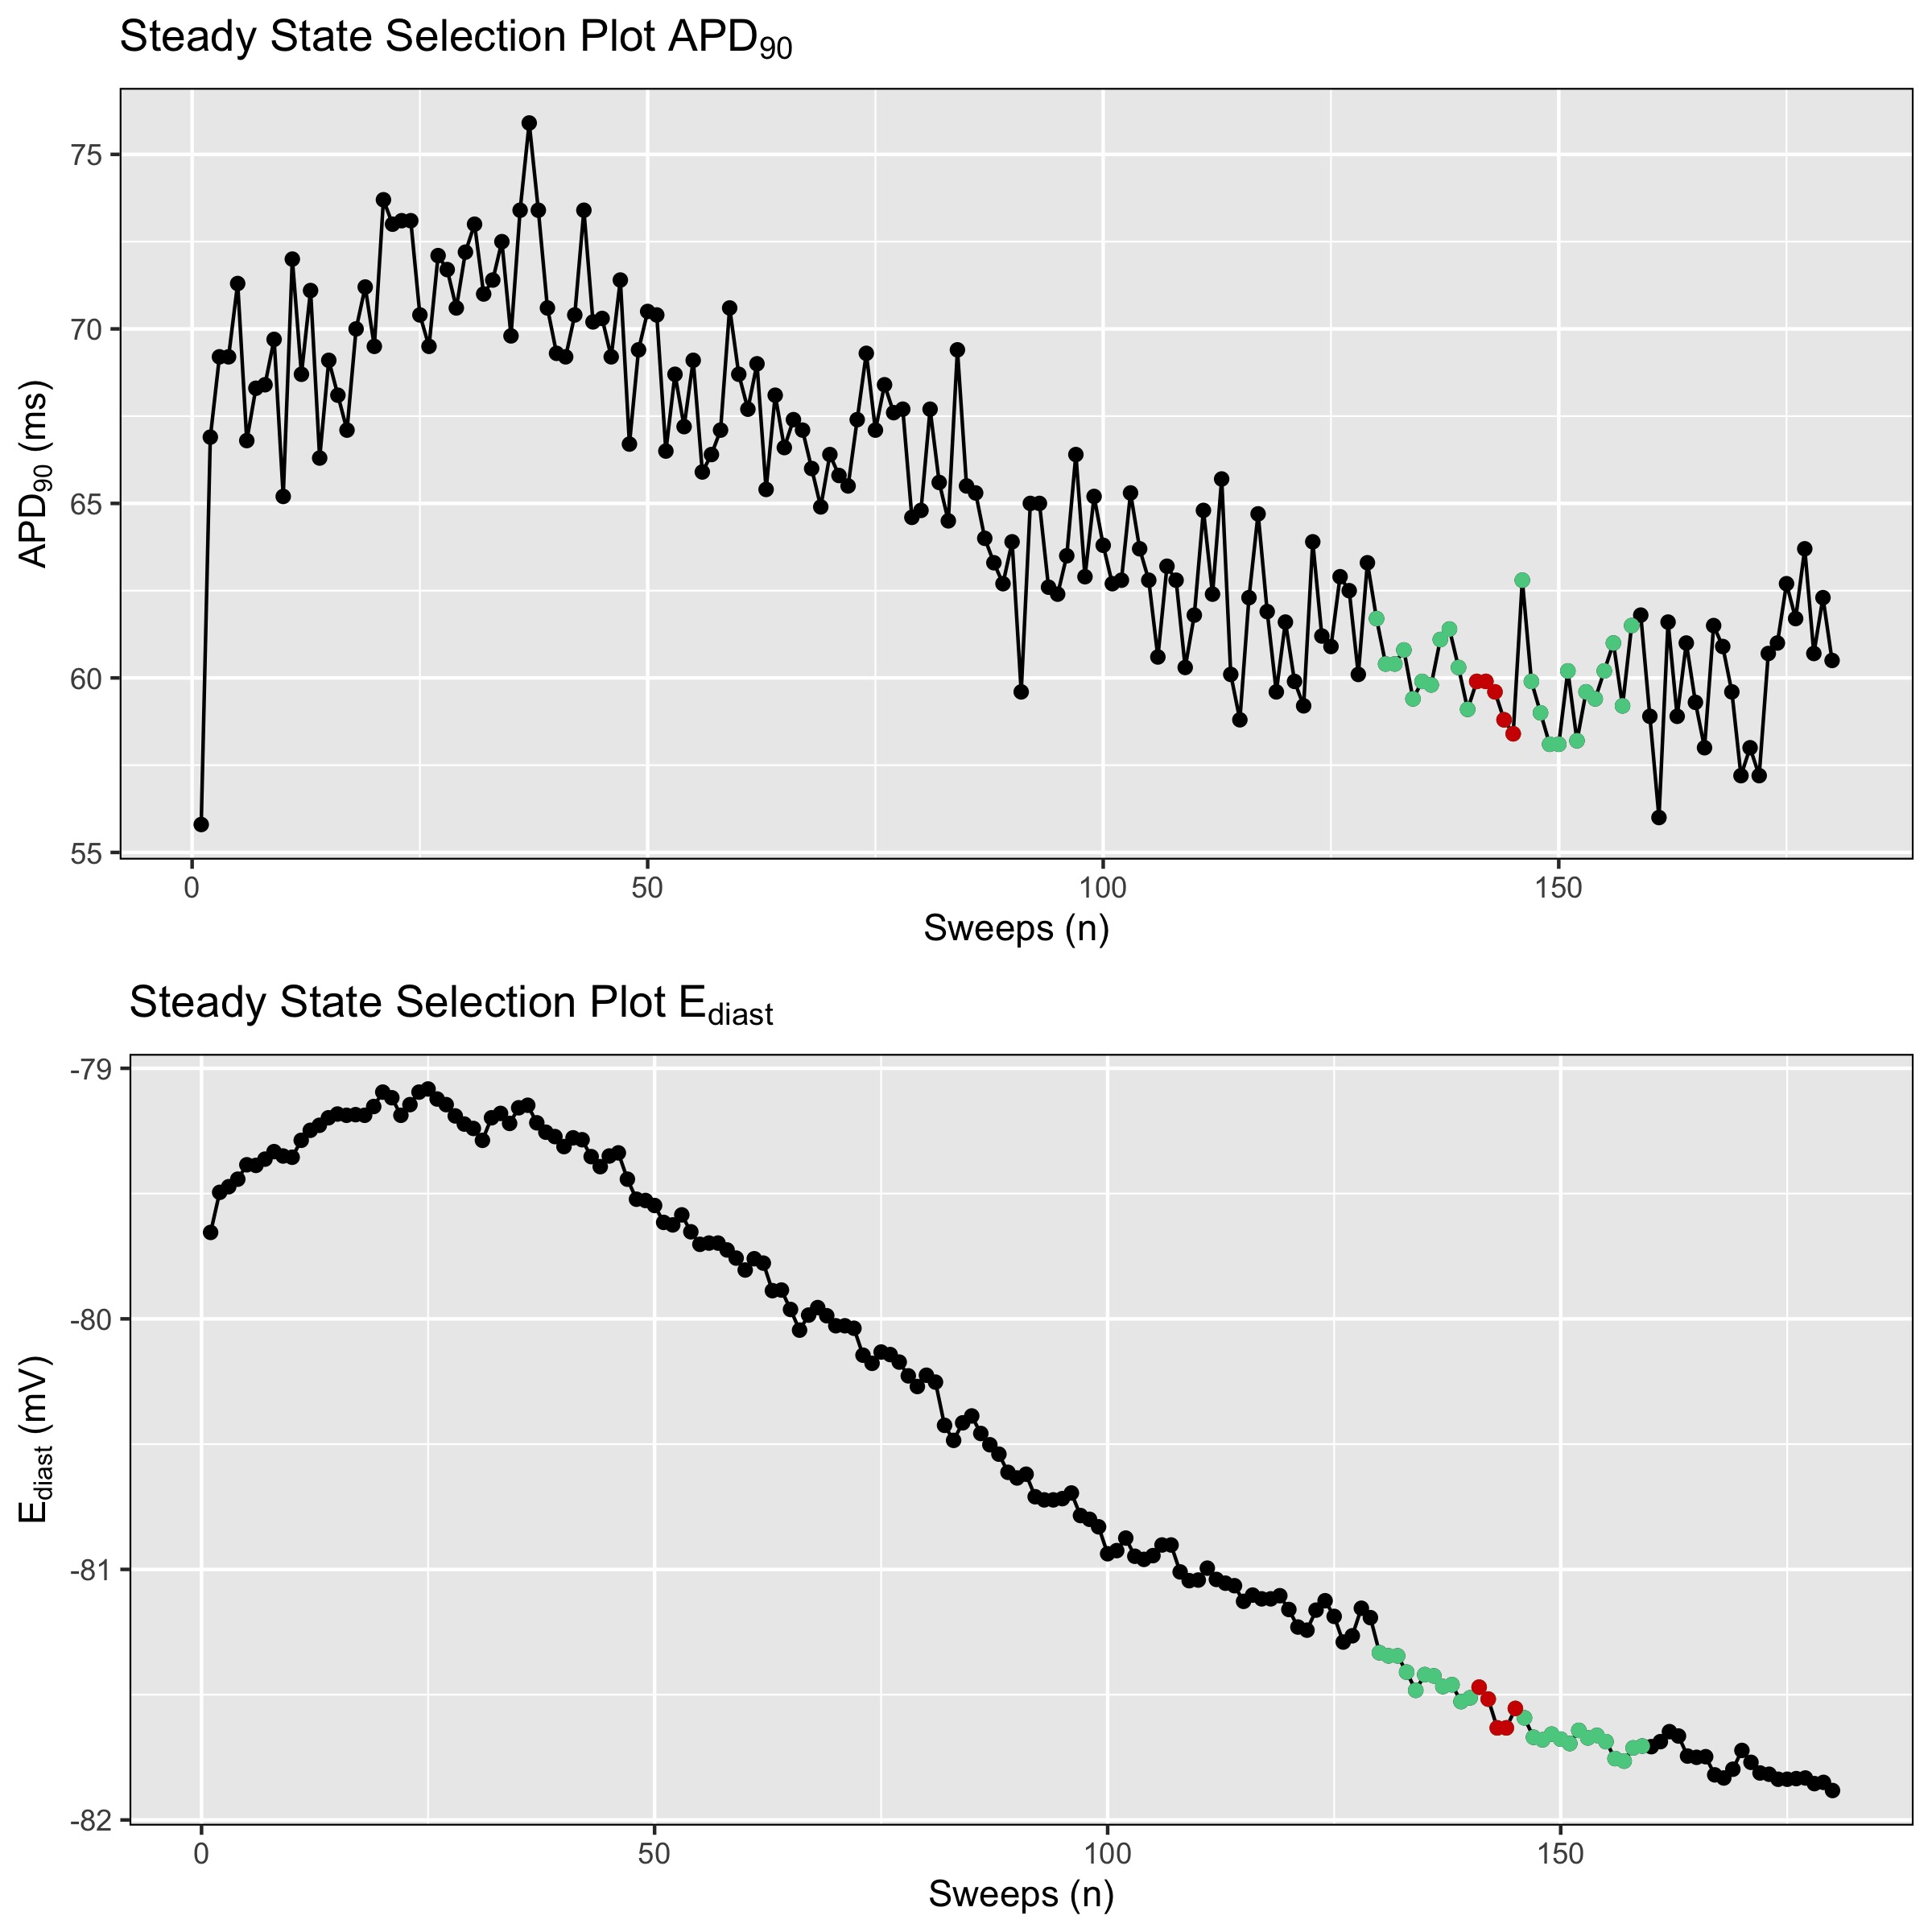 Steady State Selection Plot APD90
75
70
65
60
55
APD90 (ms)
0 50 100 150
Sweeps (n)
Steady State Selection Plot Ediast
-79
-80
-81
-82
Ediast (mV)
0 50 100 150
Sweeps (n)